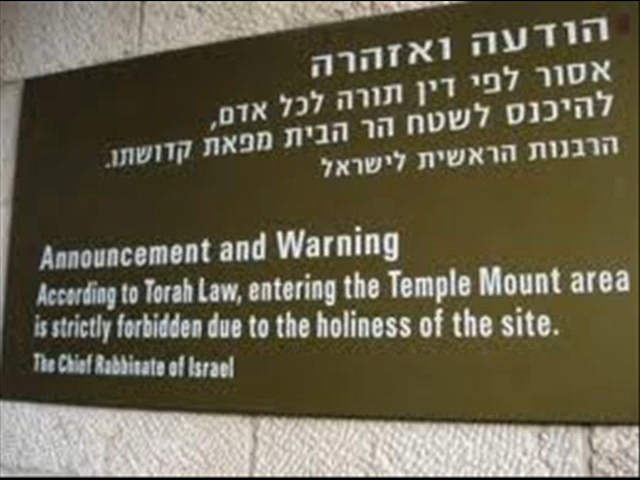 הודעה ואזהרה
אסור לפי דין תורה לכל אדם,
להיכנס לשטח הר הבית מפאת קדושתו.
הרבנות הראשית לישראל
Announcement and Warning
According to Torah Law, entering the Temple Mount area
is strictly forbidden due to the holiness of the site.
The Chief Rabbinate of Israel